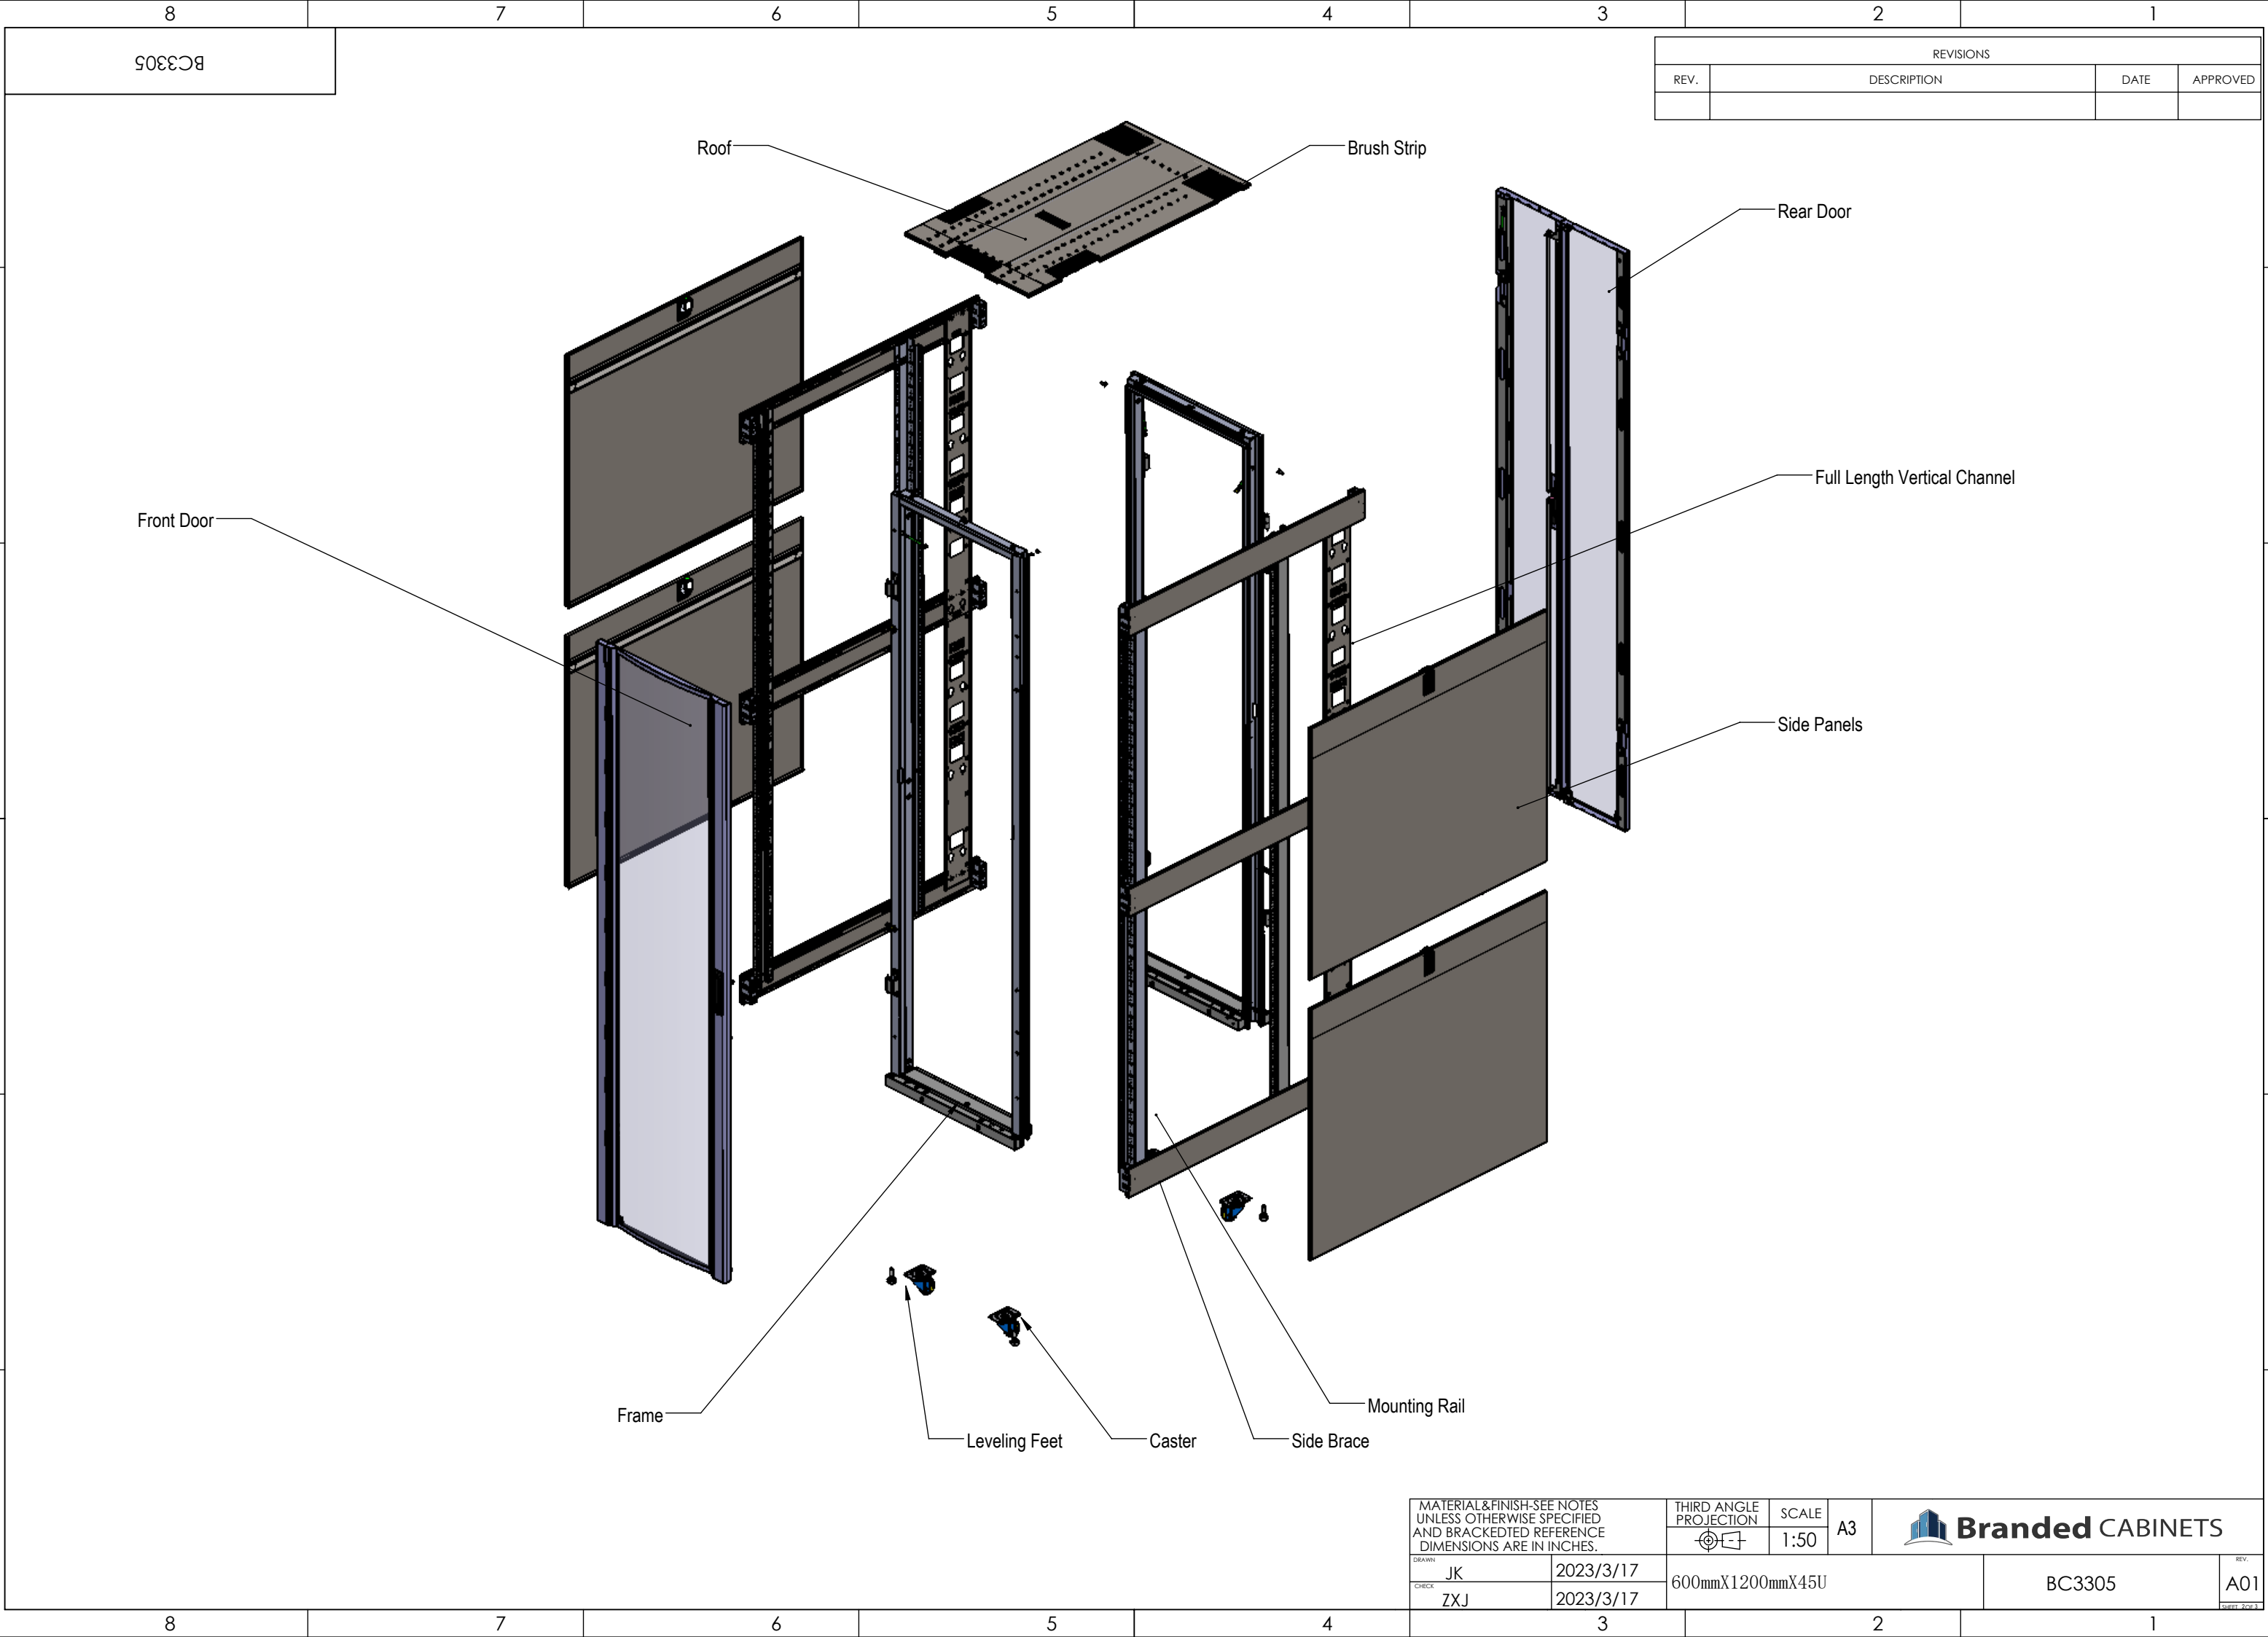 8 7 6 5 4 3 2 1
BC3305
REVISIONS
REV. DESCRIPTION DATE APPROVED
Roof
Brush Strip
Rear Door
Full Length Vertical Channel
Front Door
Side Panels
Mounting Rail
Frame
Leveling Feet
Caster
Side Brace
MATERIAL&FINISH-SEE NOTES
UNLESS OTHERWISE SPECIFIED
AND BRACKEDTED REFERENCE
DIMENSIONS ARE IN INCHES.
THIRD ANGLE
PROJECTION
SCALE
1:50
A3
Branded CABINETS
DRAWN
JK 2023/3/17
CHECK
ZXJ 2023/3/17
600mmX1200mmX45U
BC3305
REV.
A01
SHEET 2 OF 3
8 7 6 5 4 3 2 1